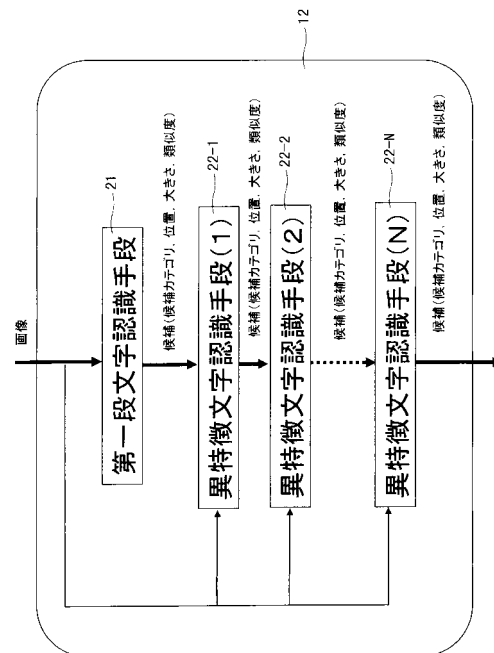 画像
12
21
第一段文字認識手段
候補(候補カテゴリ、位置、大きさ、類似度)
22-1
異特徴文字認識手段(1)
候補(候補カテゴリ、位置、大きさ、類似度)
22-2
異特徴文字認識手段(2)
候補(候補カテゴリ、位置、大きさ、類似度)
22-N
異特徴文字認識手段(N)
候補(候補カテゴリ、位置、大きさ、類似度)